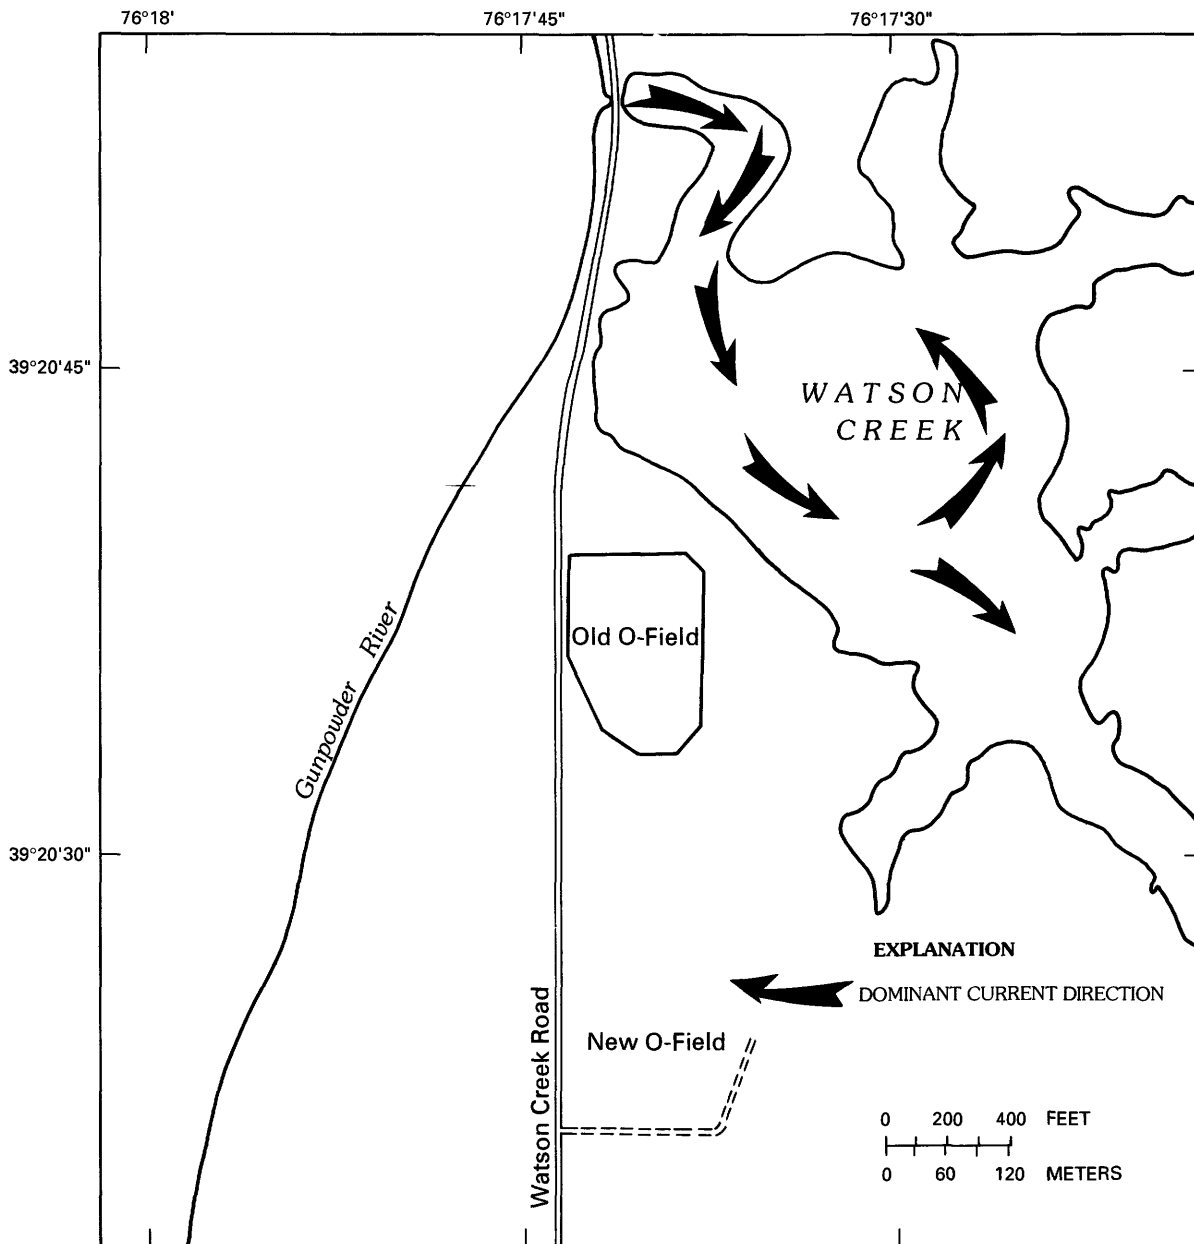 76°18' 76°17'45" 76°17'30"
39°20'45"
WATSON
CREEK
Old O-Field
Gunpowder River
39°20'30"
EXPLANATION
DOMINANT CURRENT DIRECTION
Watson Creek Road
New O-Field
0 200 400 FEET
0 60 120 METERS